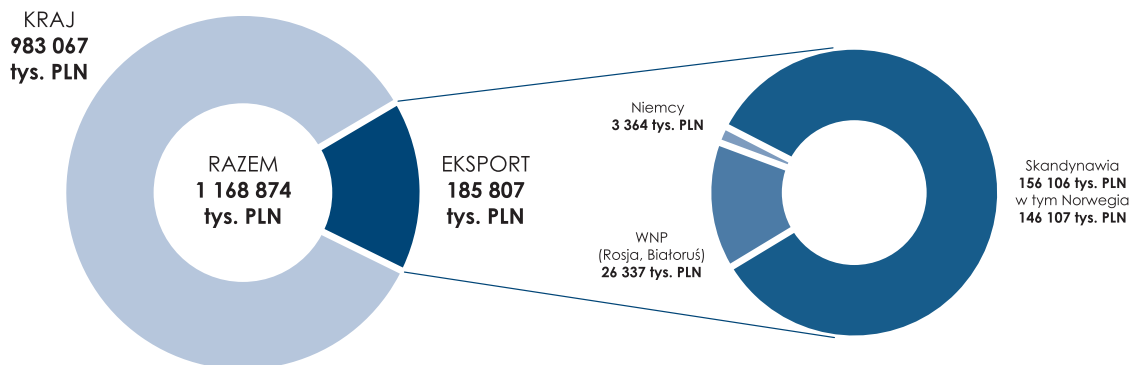 KRAJ
983 067
tys. PLN
RAZEM
1 168 874
tys. PLN
EKSPORT
185 807
tys. PLN
Niemcy
3 364 tys. PLN
WNP
(Rosja, Białoruś)
26 337 tys. PLN
Skandynawia
156 106 tys. PLN
w tym Norwegia
146 107 tys. PLN